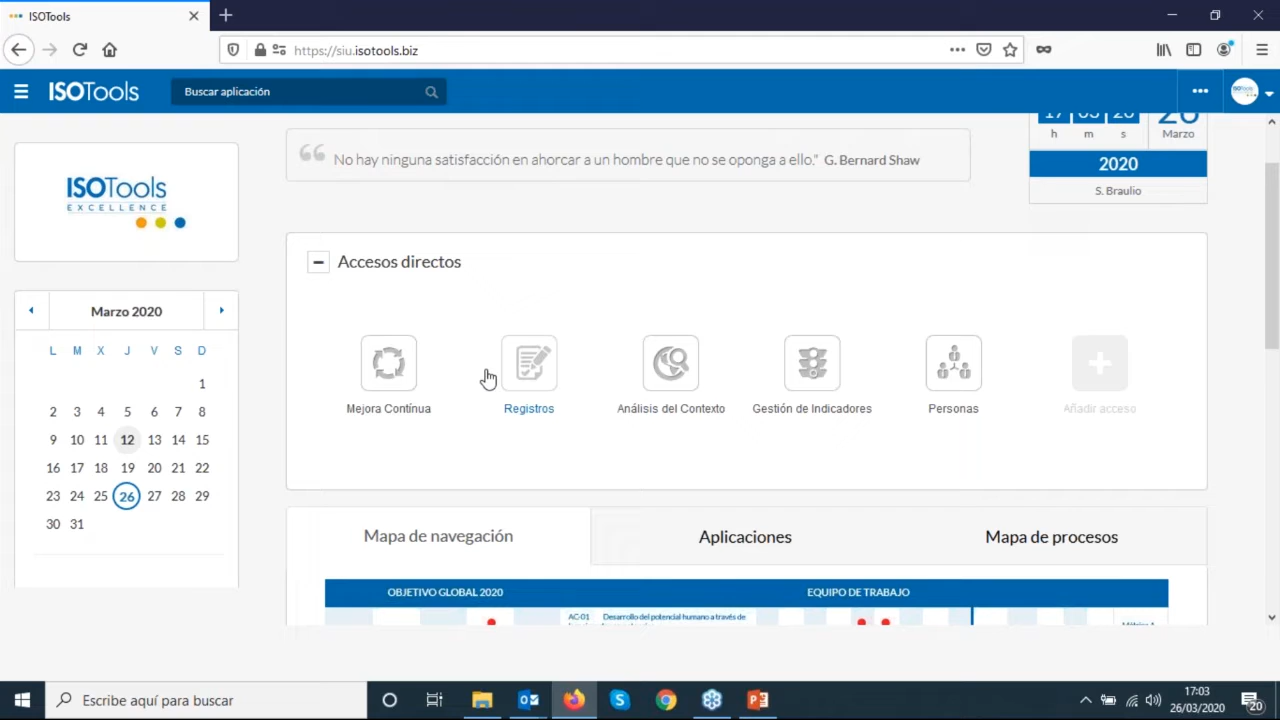 ISOTools
https://siu.isotools.biz
ISOTools
Buscar aplicación
“ No hay ninguna satisfacción en ahorcar a un hombre que no se oponga a ello.” G. Bernard Shaw
h m s Marzo
2020
S. Braulio
ISOTools
EXCELLENCE
Accesos directos
Marzo 2020
L M X J V S D
1
2 3 4 5 6 7 8
9 10 11 12 13 14 15
16 17 18 19 20 21 22
23 24 25 26 27 28 29
30 31
Mejora Contínua
Registros
Análisis del Contexto
Gestión de Indicadores
Personas
Añadir acceso
Mapa de navegación
Aplicaciones
Mapa de procesos
OBJETIVO GLOBAL 2020
EQUIPO DE TRABAJO
AC-01 Desarrollo del potencial humano a través de
Escribe aquí para buscar
17:03
26/03/2020
20